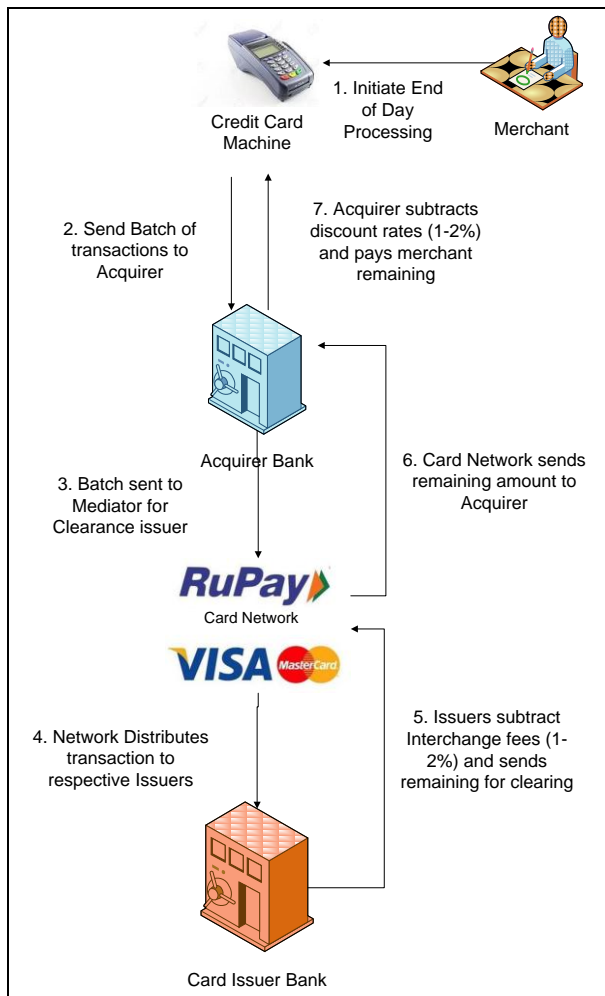 1. Initiate End
of Day
Processing
Credit Card
Machine
Merchant
2. Send Batch of
transactions to
Acquirer
7. Acquirer subtracts
discount rates (1-2%)
and pays merchant
remaining
Acquirer Bank
3. Batch sent to
Mediator for
Clearance issuer
6. Card Network sends
remaining amount to
Acquirer
RuPay
Card Network
VISA MasterCard
4. Network Distributes
transaction to
respective Issuers
5. Issuers subtract
Interchange fees (1-
2%) and sends
remaining for clearing
Card Issuer Bank